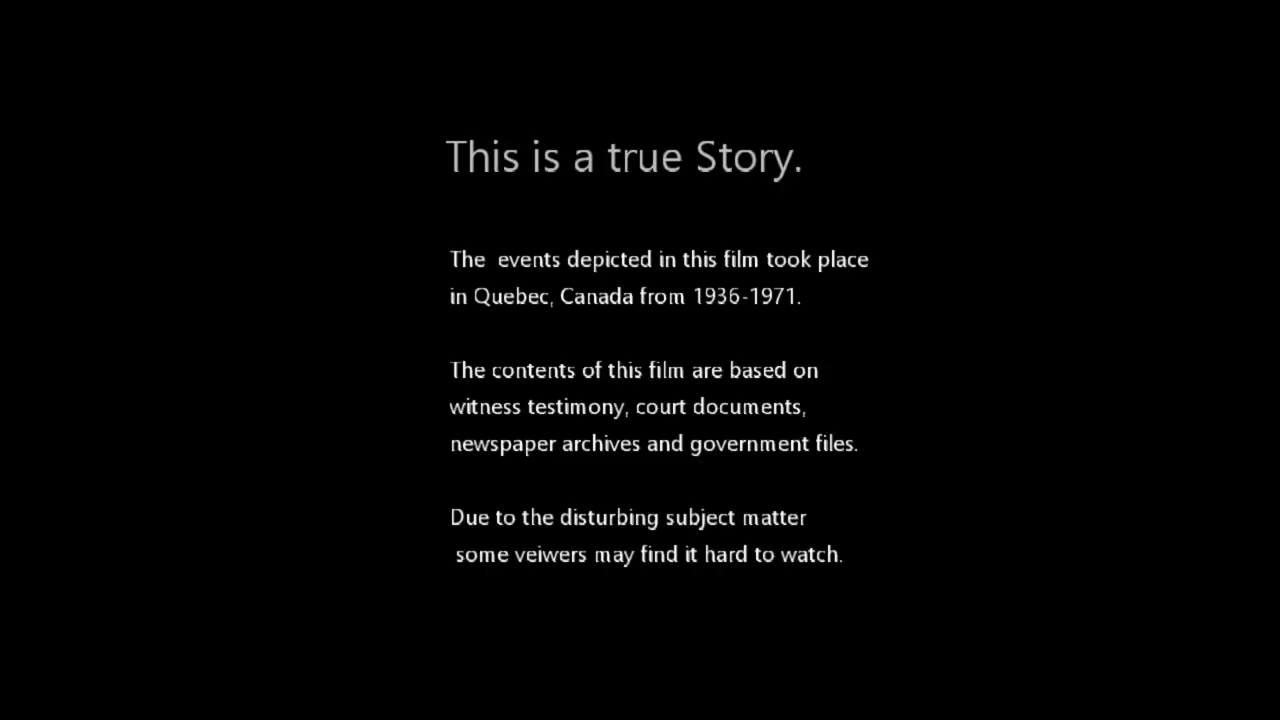 This is a true Story.
The events depicted in this film took place
in Quebec, Canada from 1936-1971.
The contents of this film are based on
witness testimony, court documents,
newspaper archives and government files.
Due to the disturbing subject matter
some veiwers may find it hard to watch.